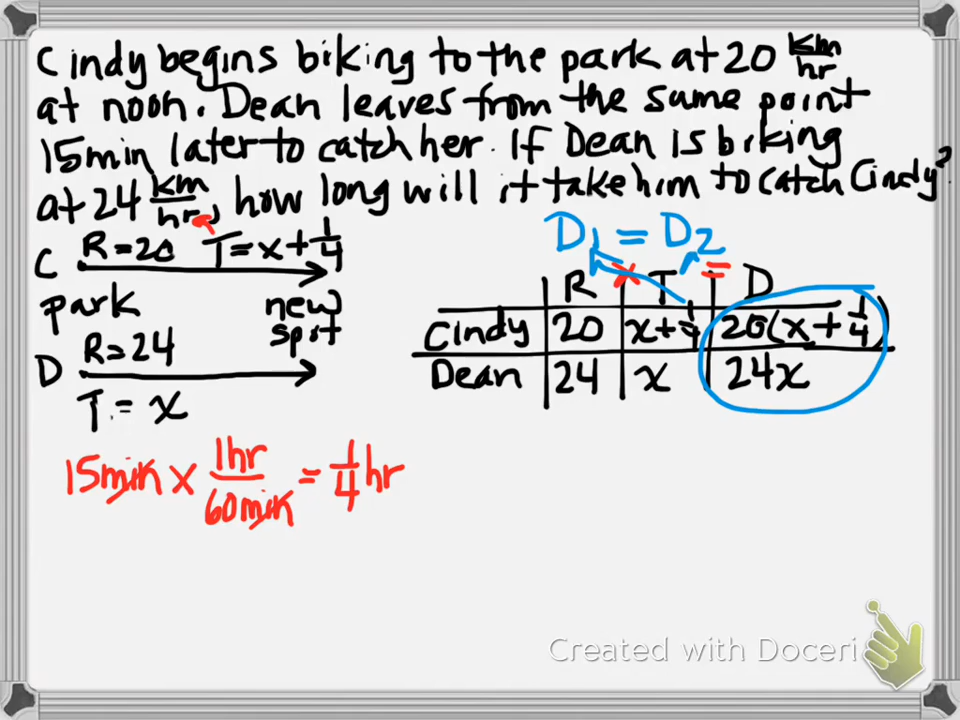 Cindy begins biking to the park at 20 km/hr
at noon. Dean leaves from the same point
15min later to catch her. If Dean is biking
at 24 km/hr, how long will it take him to catch Cindy?
D1 = D2
C R=20 T=x+1/4
park new spot
D R=24
T=x
R × T = D
Cindy 20 x+1/4 20(x+1/4)
Dean 24 x 24x
15min × 1hr/60min = 1/4 hr
Created with Doceri